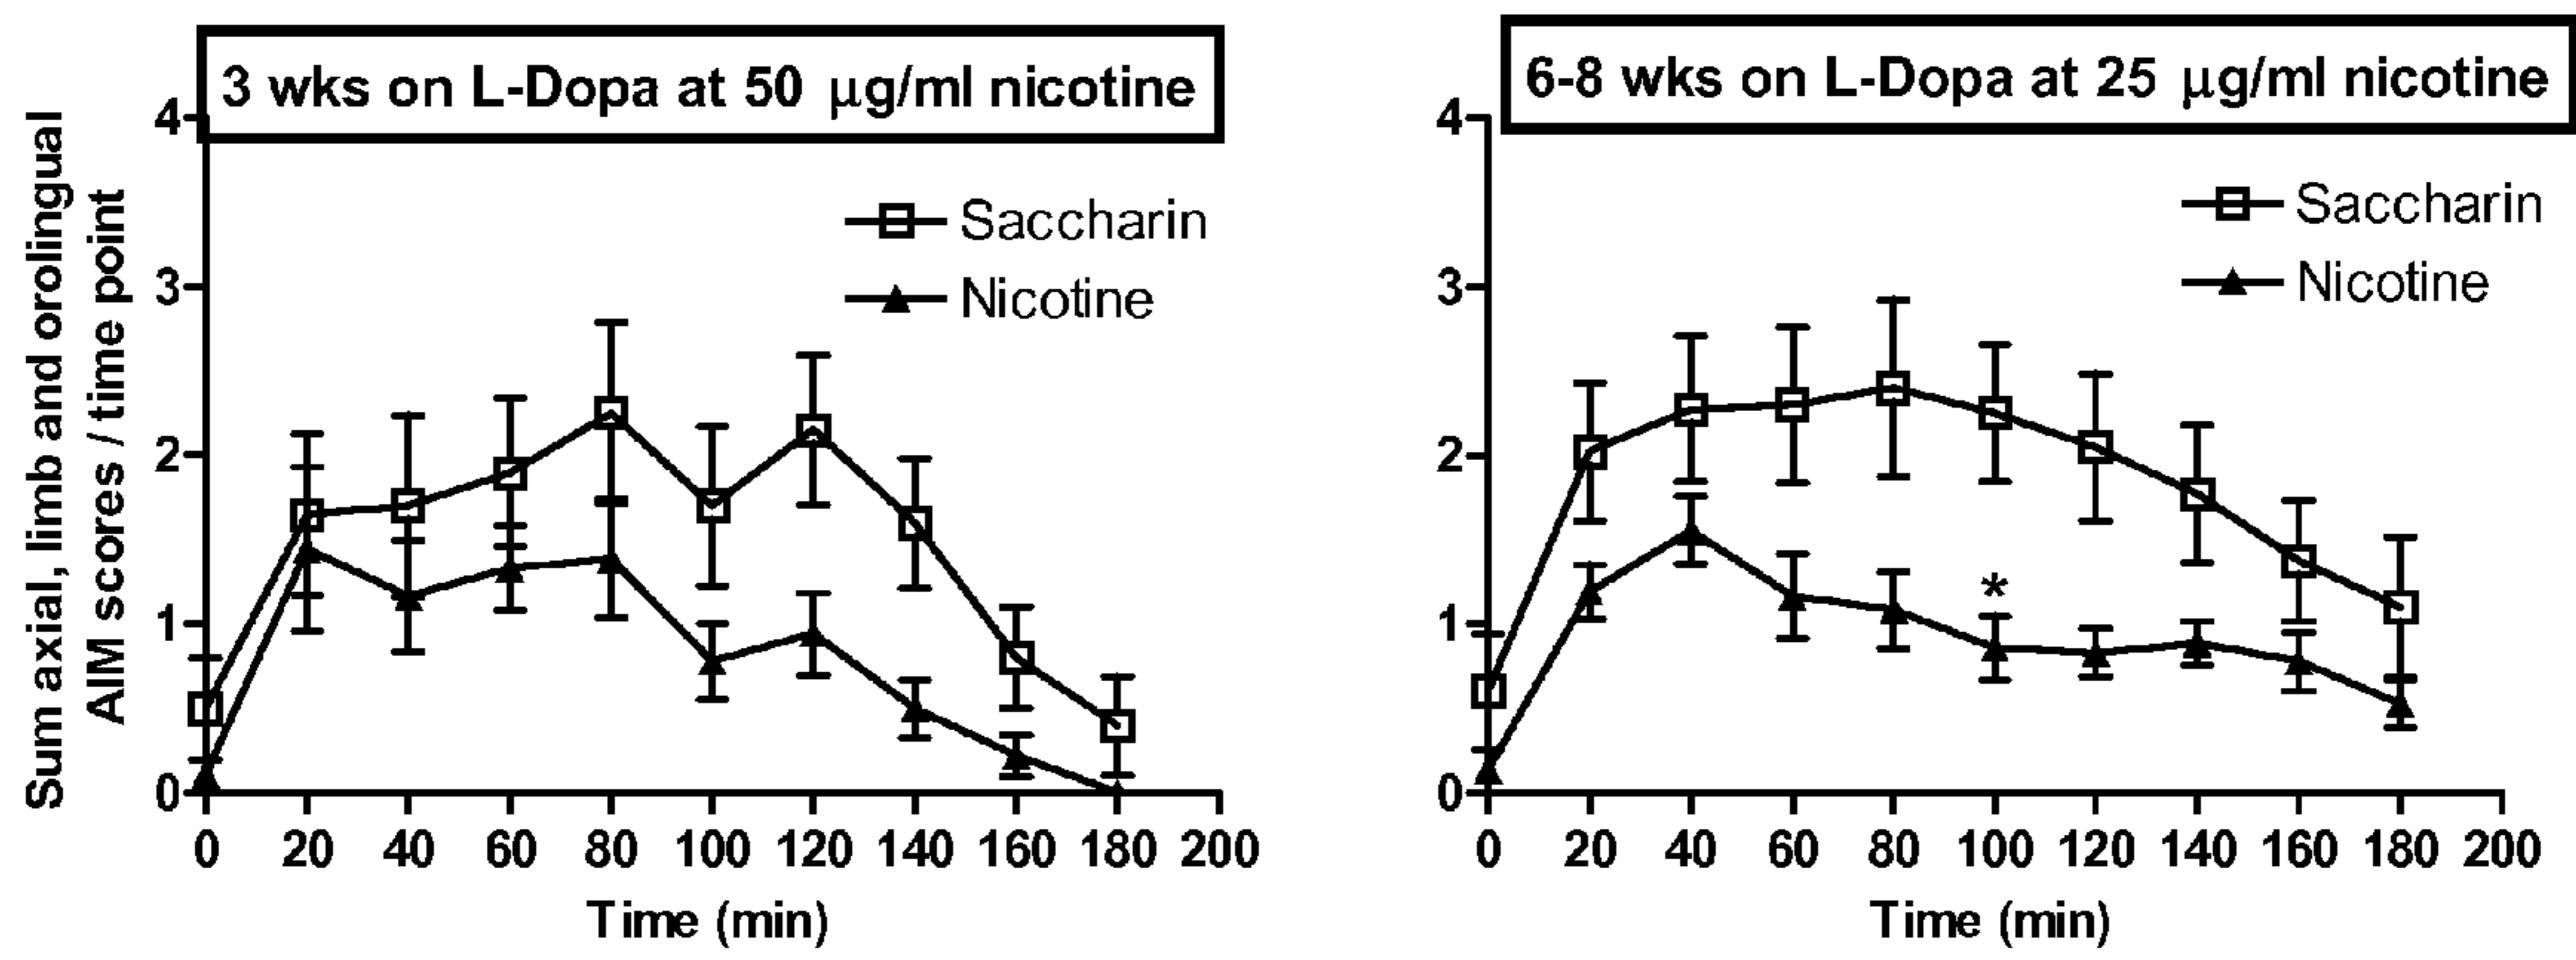 3 wks on L-Dopa at 50 μg/ml nicotine
Sum axial, limb and orolingual
AIM scores / time point
4
3
2
1
0
Saccharin
Nicotine
0 20 40 60 80 100 120 140 160 180 200
Time (min)
6-8 wks on L-Dopa at 25 μg/ml nicotine
4
3
2
1
0
Saccharin
Nicotine
*
0 20 40 60 80 100 120 140 160 180 200
Time (min)